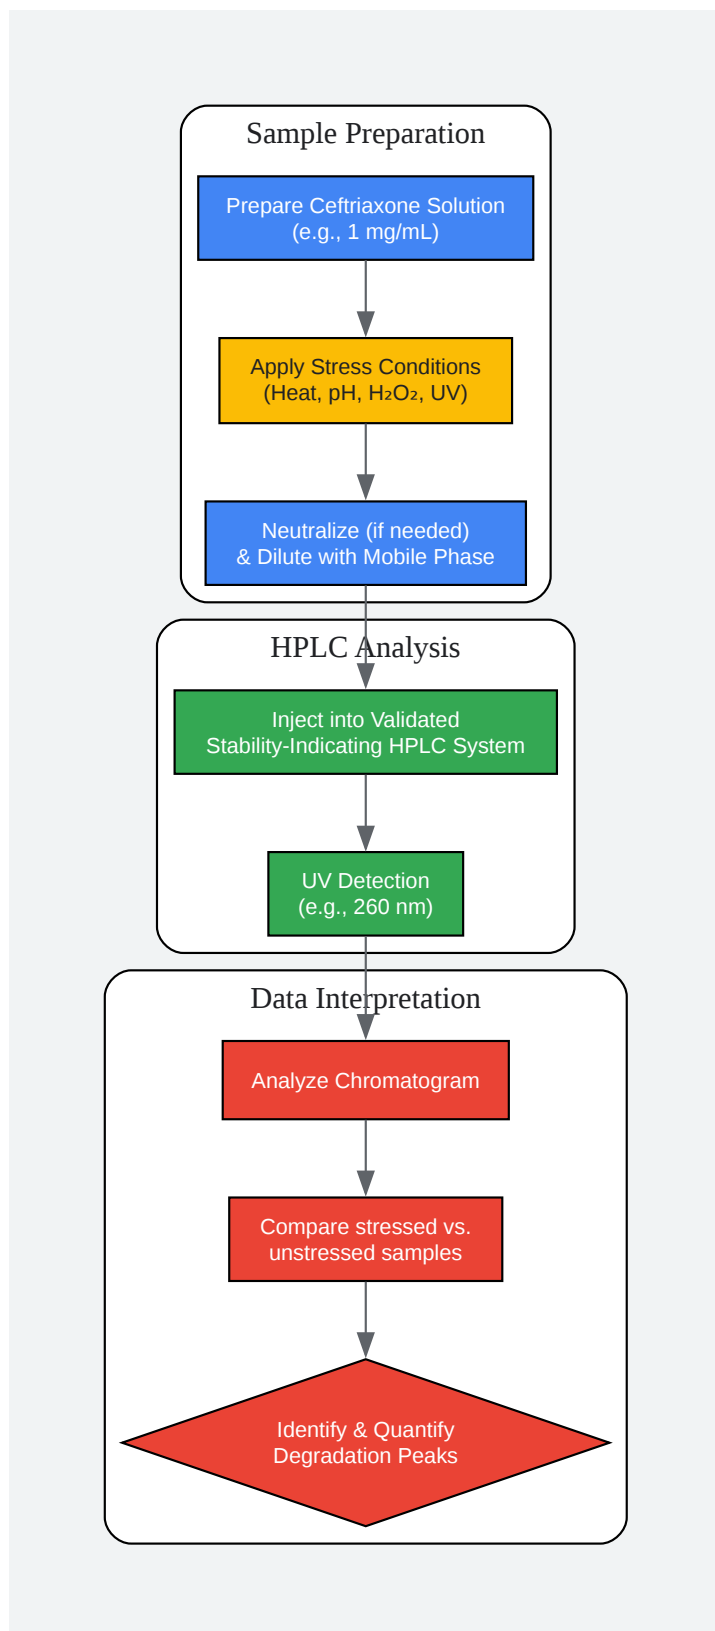 Sample Preparation
Prepare Ceftriaxone Solution
(e.g., 1 mg/mL)
Apply Stress Conditions
(Heat, pH, H₂O₂, UV)
Neutralize (if needed)
& Dilute with Mobile Phase
HPLC Analysis
Inject into Validated
Stability-Indicating HPLC System
UV Detection
(e.g., 260 nm)
Data Interpretation
Analyze Chromatogram
Compare stressed vs.
unstressed samples
Identify & Quantify
Degradation Peaks